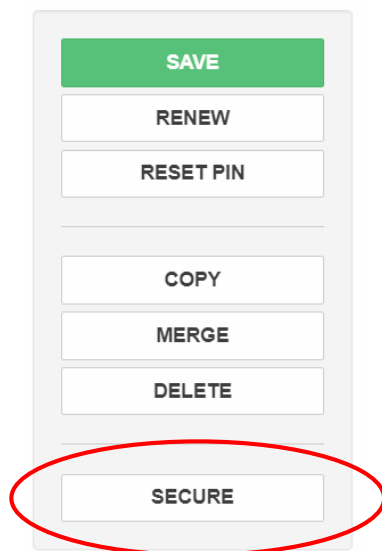 SAVE
RENEW
RESET PIN
COPY
MERGE
DELETE
SECURE